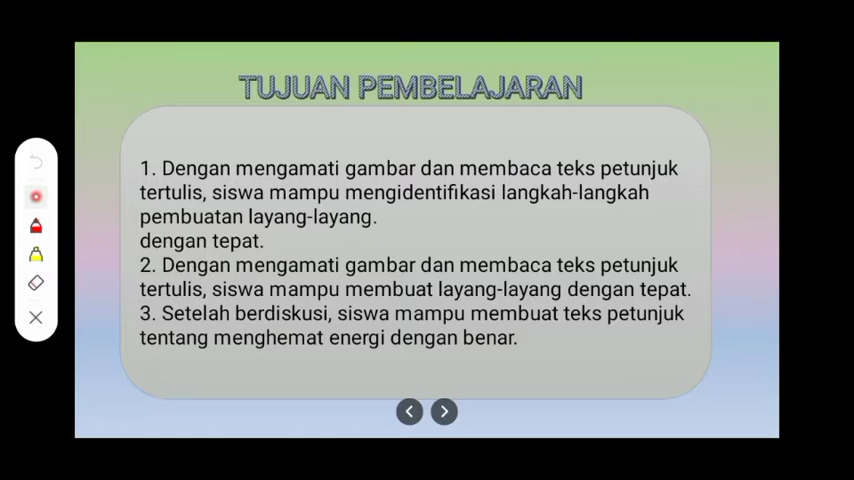 TUJUAN PEMBELAJARAN
1. Dengan mengamati gambar dan membaca teks petunjuk
tertulis, siswa mampu mengidentifikasi langkah-langkah
pembuatan layang-layang.
dengan tepat.
2. Dengan mengamati gambar dan membaca teks petunjuk
tertulis, siswa mampu membuat layang-layang dengan tepat.
3. Setelah berdiskusi, siswa mampu membuat teks petunjuk
tentang menghemat energi dengan benar.